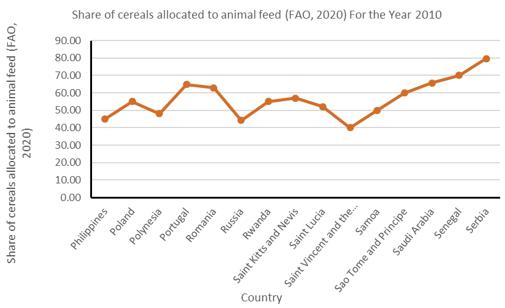 Share of cereals allocated to animal feed (FAO, 2020) For the Year 2010
Share of cereals allocated to animal feed (FAO,
2020)
90.00
80.00
70.00
60.00
50.00
40.00
30.00
20.00
10.00
0.00
Philippines
Poland
Polynesia
Portugal
Romania
Russia
Rwanda
Saint Kitts and Nevis
Saint Lucia
Saint Vincent and the...
Samoa
Sao Tome and Principe
Saudi Arabia
Senegal
Serbia
Country